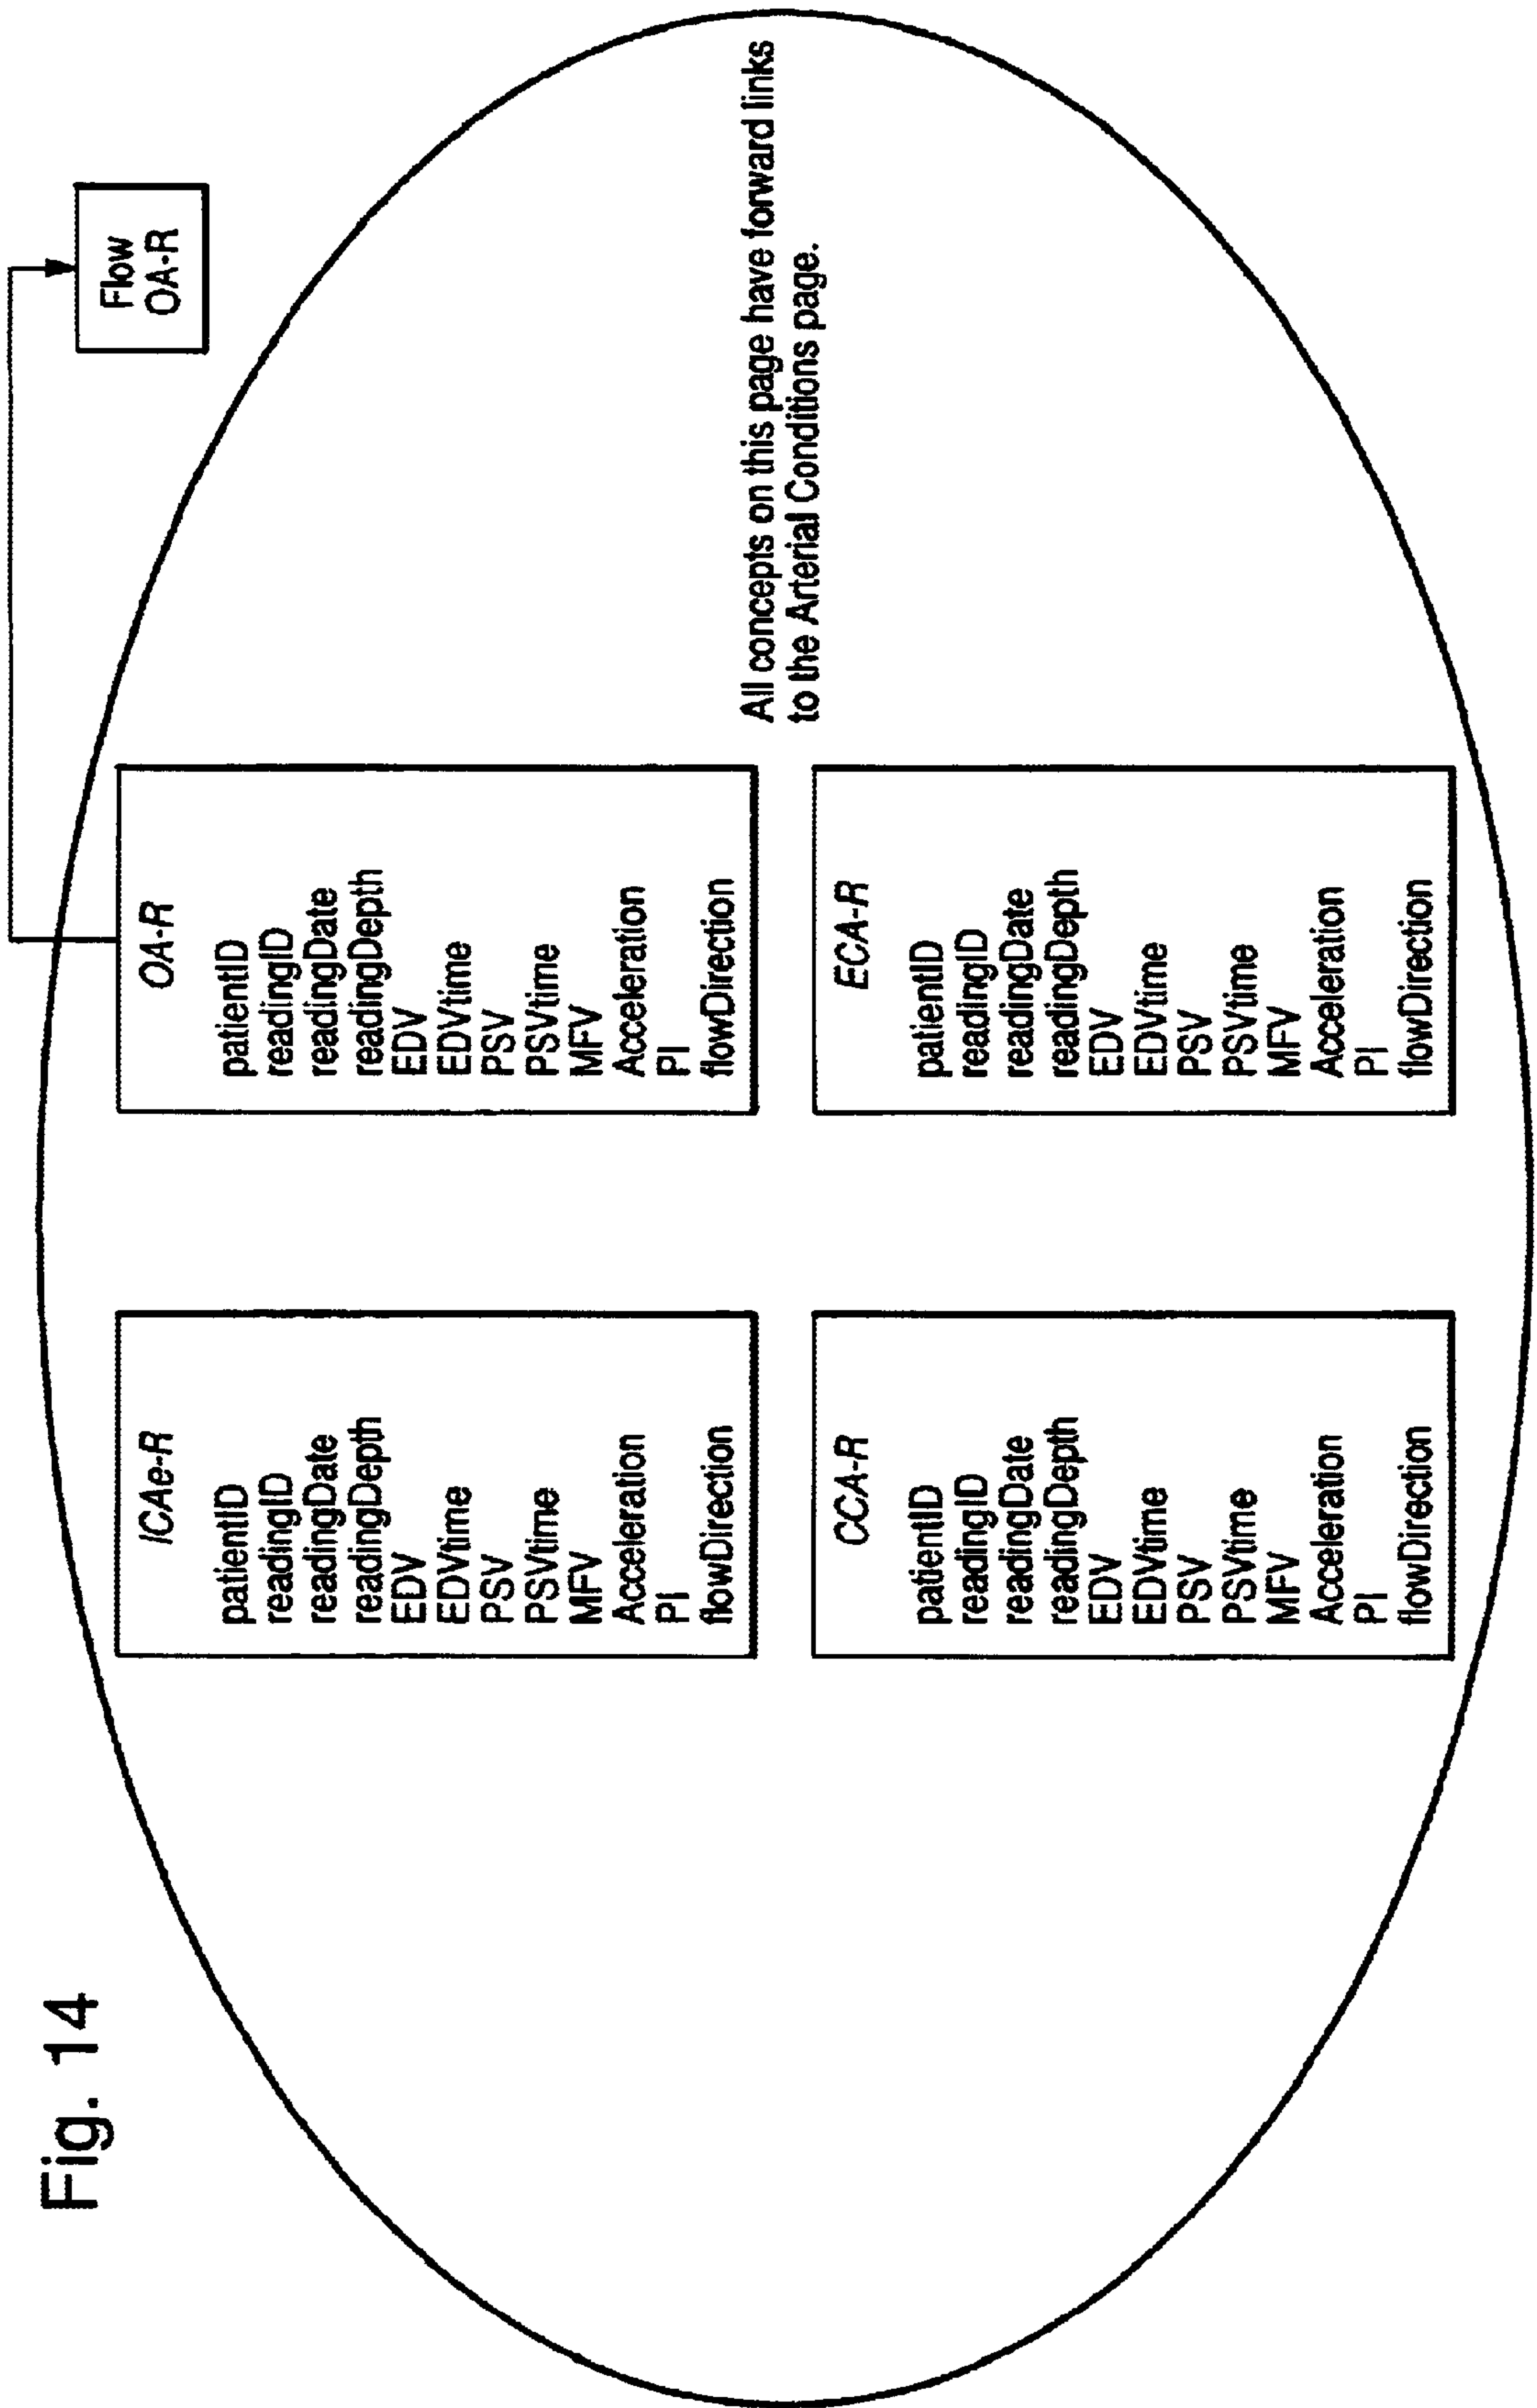 Fig. 14
Flow
OA-R
ICAe-R
patientID
readingID
readingDate
readingDepth
EDV
EDVtime
PSV
PSVtime
MFV
Acceleration
PI
flowDirection
OA-R
patientID
readingID
readingDate
readingDepth
EDV
EDVtime
PSV
PSVtime
MFV
Acceleration
PI
flowDirection
All concepts on this page have forward links
to the Arterial Conditions page.
CCA-R
patientID
readingID
readingDate
readingDepth
EDV
EDVtime
PSV
PSVtime
MFV
Acceleration
PI
flowDirection
ECA-R
patientID
readingID
readingDate
readingDepth
EDV
EDVtime
PSV
PSVtime
MFV
Acceleration
PI
flowDirection